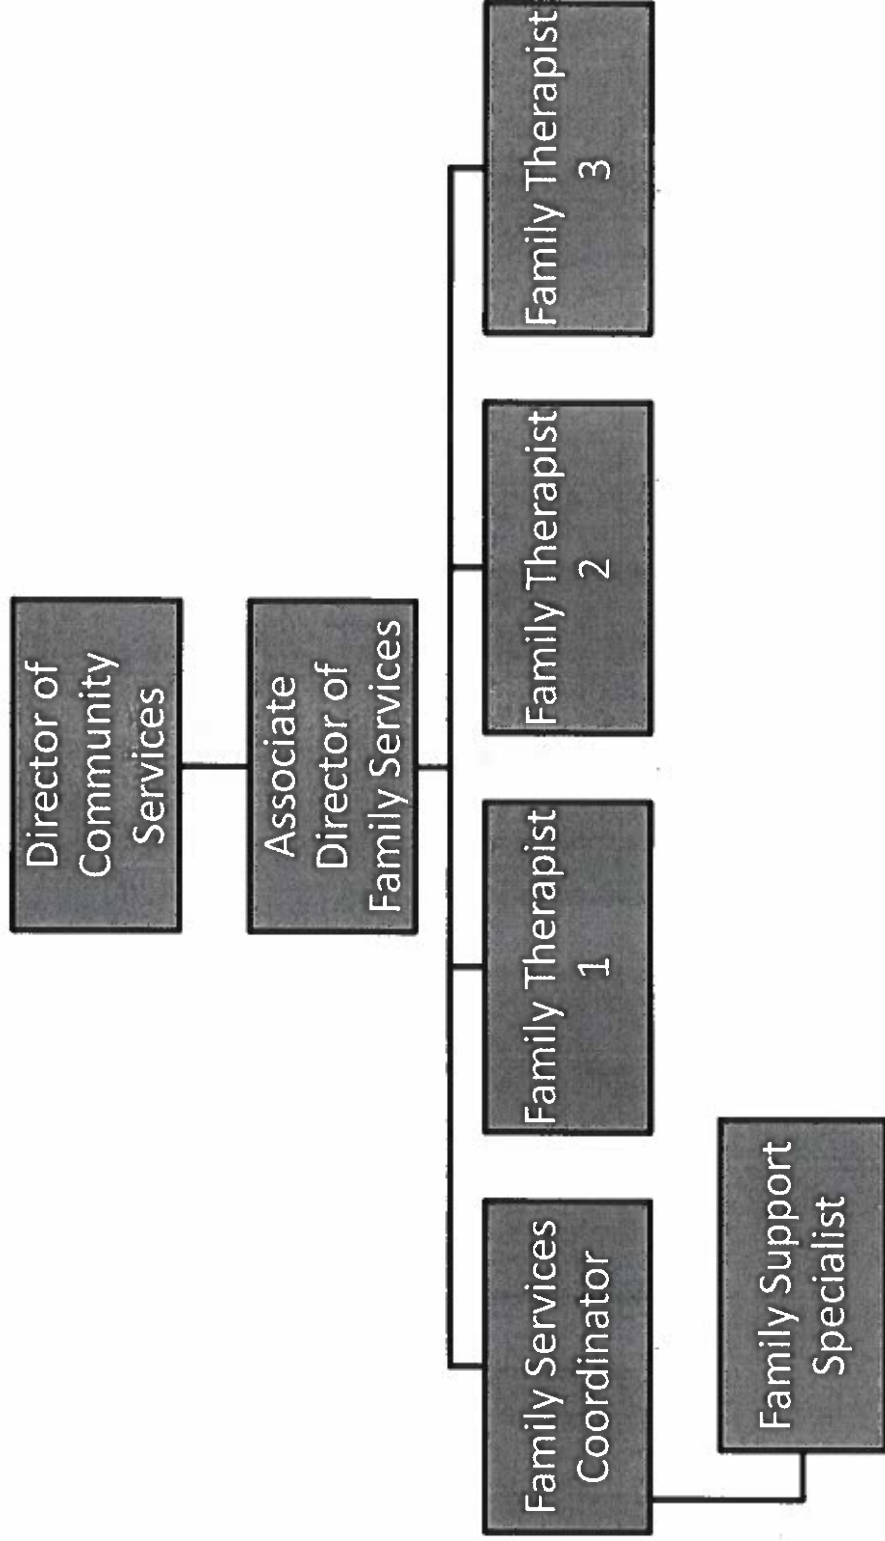 Director of
Community
Services
Associate
Director of
Family Services
Family Services
Coordinator
Family Therapist
1
Family Therapist
2
Family Therapist
3
Family Support
Specialist